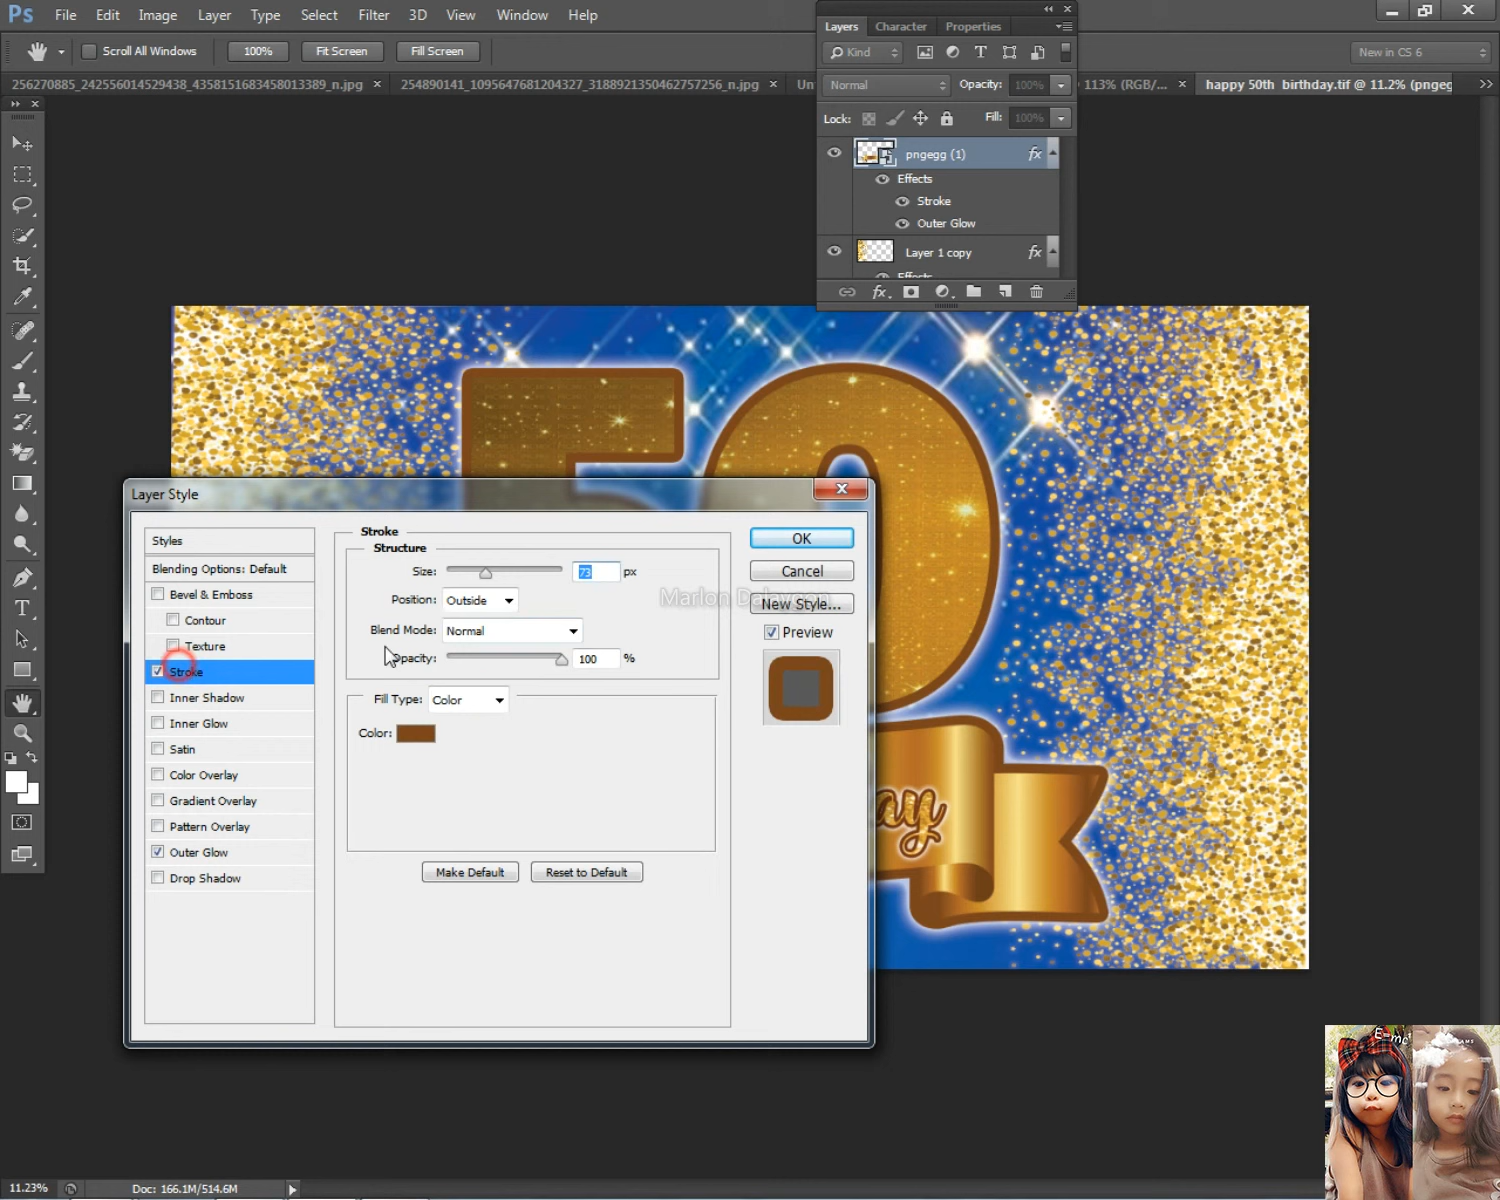 Ps File Edit Image Layer Type Select Filter 3D View Window Help
Scroll All Windows 100% Fit Screen Fill Screen New in CS 6
256270885_242556014529438_4358151683458013389_n.jpg × 254890141_1095647681204327_3188921350462757256_n.jpg × Un 113% (RGB/... × happy 50th birthday.tif @ 11.2% (pngeg
Layers Character Properties
Kind
Normal Opacity: 100%
Lock: Fill: 100%
pngegg (1) fx
Effects
Stroke
Outer Glow
Layer 1 copy fx
Effects
fx
50
ay
Layer Style
Styles
Blending Options: Default
Bevel & Emboss
Contour
Texture
Stroke
Inner Shadow
Inner Glow
Satin
Color Overlay
Gradient Overlay
Pattern Overlay
Outer Glow
Drop Shadow
Stroke
Structure
Size: 73 px
Position: Outside
Blend Mode: Normal
Opacity: 100 %
Fill Type: Color
Color:
Make Default Reset to Default
OK
Cancel
New Style...
Preview
Marlon Dalaygon
E=mc²
11.23% Doc: 166.1M/514.6M